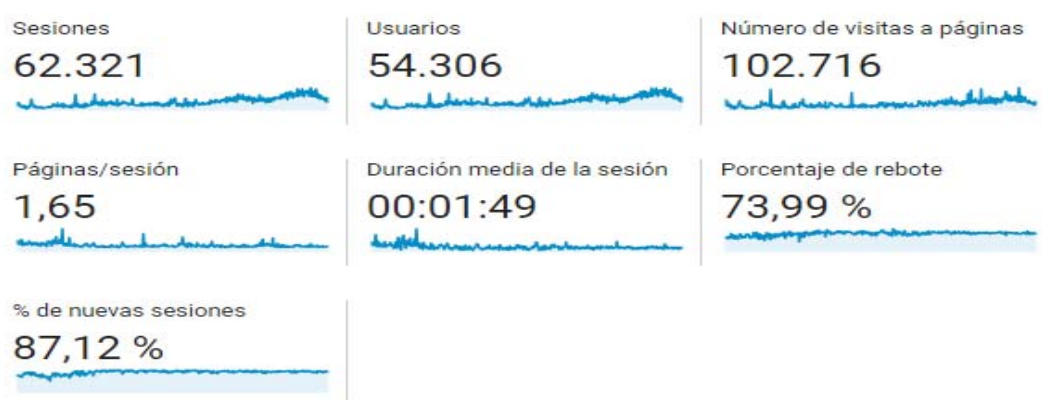 Sesiones
62.321
Usuarios
54.306
Número de visitas a páginas
102.716
Páginas/sesión
1,65
Duración media de la sesión
00:01:49
Porcentaje de rebote
73,99 %
% de nuevas sesiones
87,12 %